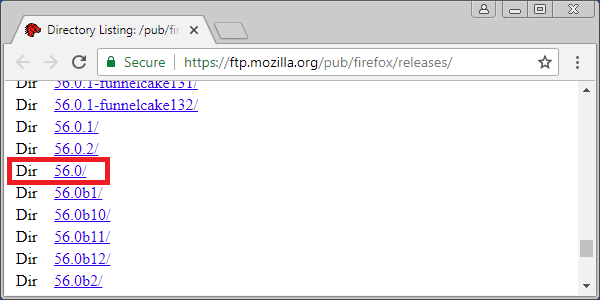 Directory Listing: /pub/fir
Secure https://ftp.mozilla.org/pub/firefox/releases/
Dir 56.0.1-funnelcake131/
Dir 56.0.1-funnelcake132/
Dir 56.0.1/
Dir 56.0.2/
Dir 56.0/
Dir 56.0b1/
Dir 56.0b10/
Dir 56.0b11/
Dir 56.0b12/
Dir 56.0b2/